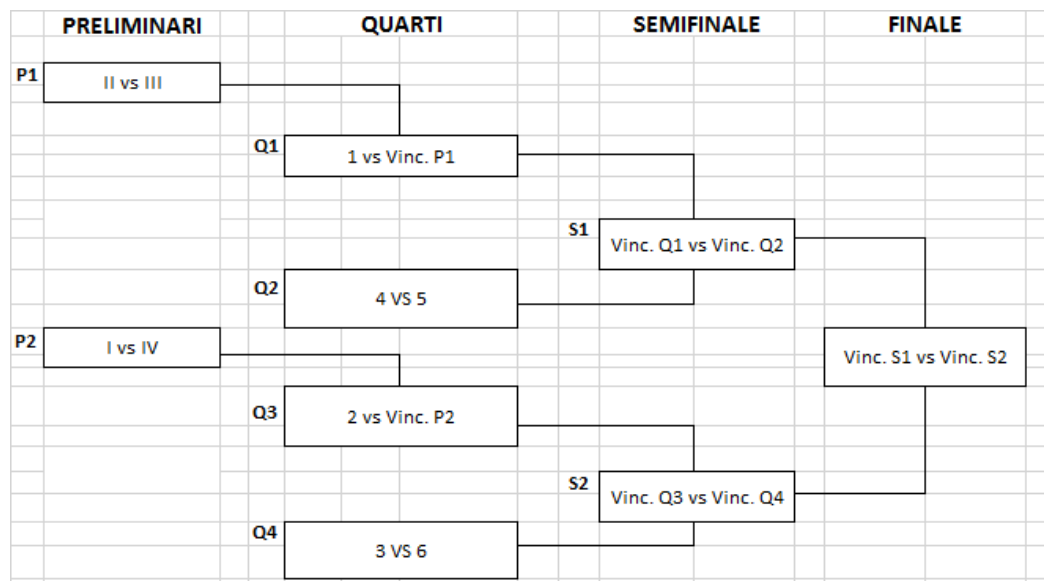 PRELIMINARI QUARTI SEMIFINALE FINALE
P1 II vs III
Q1 1 vs Vinc. P1
S1 Vinc. Q1 vs Vinc. Q2
Q2 4 VS 5
P2 I vs IV
Vinc. S1 vs Vinc. S2
Q3 2 vs Vinc. P2
S2 Vinc. Q3 vs Vinc. Q4
Q4 3 VS 6